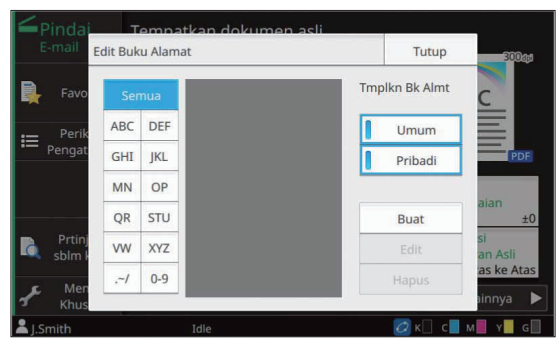 Pindai
E-mail
Tempatkan dokumen asli
Edit Buku Alamat
Tutup
300dpi
Favo
Perik
Pengat
Prtinj
sblm k
Men
Khus
Semua
ABC DEF
GHI JKL
MN OP
QR STU
VW XYZ
.~/ 0-9
Tmplkn Bk Almt
Umum
Pribadi
Buat
Edit
Hapus
C
PDF
aian
±0
si
an Asli
as ke Atas
ainnya
J.Smith
Idle
K C M Y G